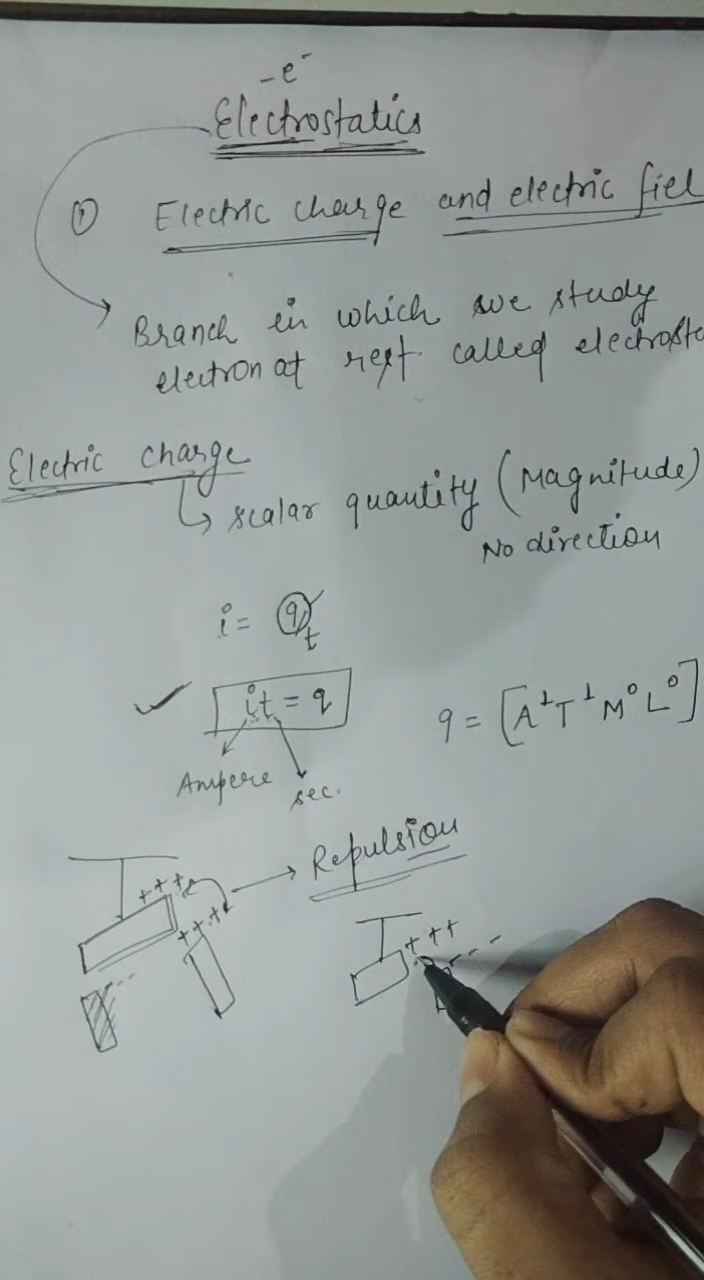 -e⁻
Electrostatics
① Electric charge and electric fiel
Branch in which we study
electron at rest. called electrosta
Electric charge
↳ scalar quantity (Magnitude)
No direction
i = q/t
✓ it = q
q = [A¹T¹M⁰L⁰]
Ampere
sec.
Repulsion
+ + +
+ + +
- - -
+ + +
- - -